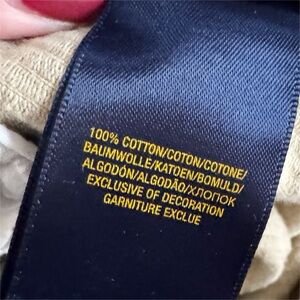 100% COTTON/COTON/COTONE/
BAUMWOLLE/KATOEN/BOMULD/
ALGODÓN/ALGODÃO/ХЛОПОК
EXCLUSIVE OF DECORATION
GARNITURE EXCLUE